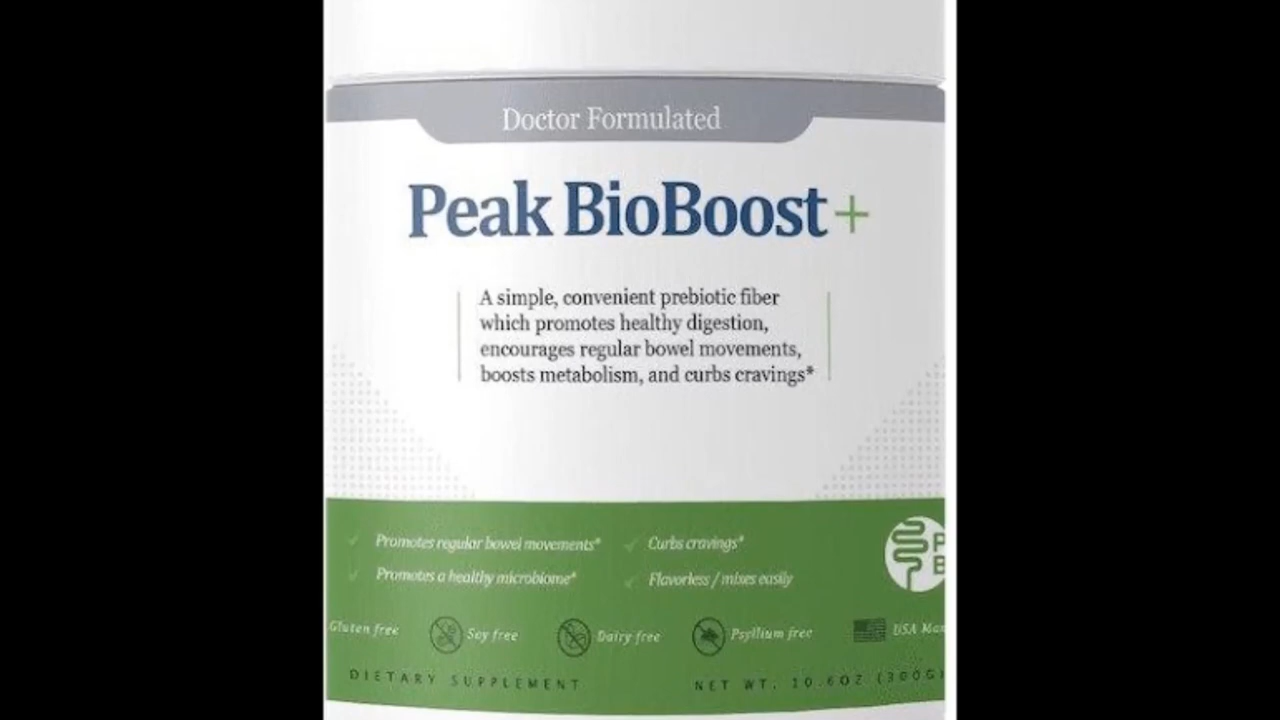 Doctor Formulated
Peak BioBoost+
A simple, convenient prebiotic fiber
which promotes healthy digestion,
encourages regular bowel movements,
boosts metabolism, and curbs cravings*
Promotes regular bowel movements*
Curbs cravings*
Promotes a healthy microbiome*
Flavorless / mixes easily
P
B
Gluten free
Soy free
Dairy free
Psyllium free
USA
DIETARY SUPPLEMENT
NET WT. 10.6OZ (300G)